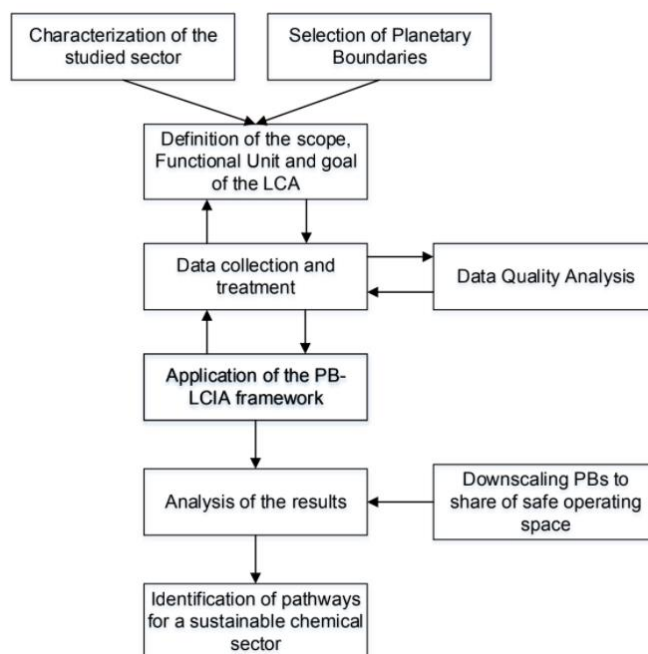 Characterization of the
studied sector
Selection of Planetary
Boundaries
Definition of the scope,
Functional Unit and goal
of the LCA
Data collection and
treatment
Data Quality Analysis
Application of the PB-
LCIA framework
Analysis of the results
Downscaling PBs to
share of safe operating
space
Identification of pathways
for a sustainable chemical
sector